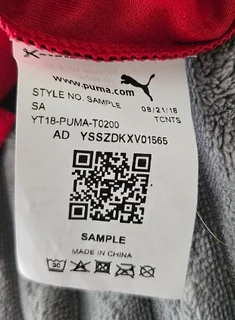 www.puma.com
STYLE NO. SAMPLE 08/21/18
SA TCNTS
YT18-PUMA-T0200
AD YSSZDKXV01565
SAMPLE
MADE IN CHINA